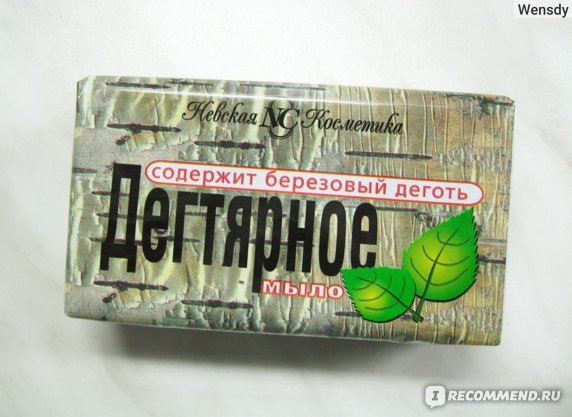 Wensdy
Невская NC Косметика
содержит березовый деготь
Дегтярное
мыло
I RECOMMEND.RU